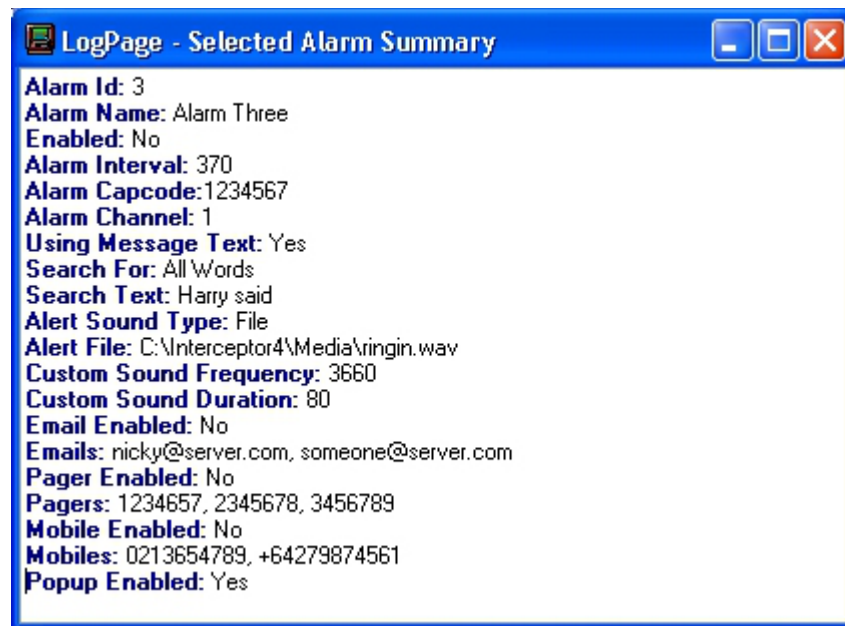 LogPage - Selected Alarm Summary
Alarm Id: 3
Alarm Name: Alarm Three
Enabled: No
Alarm Interval: 370
Alarm Capcode:1234567
Alarm Channel: 1
Using Message Text: Yes
Search For: All Words
Search Text: Harry said
Alert Sound Type: File
Alert File: C:\Interceptor4\Media\ringin.wav
Custom Sound Frequency: 3660
Custom Sound Duration: 80
Email Enabled: No
Emails: nicky@server.com, someone@server.com
Pager Enabled: No
Pagers: 1234657, 2345678, 3456789
Mobile Enabled: No
Mobiles: 0213654789, +64279874561
Popup Enabled: Yes